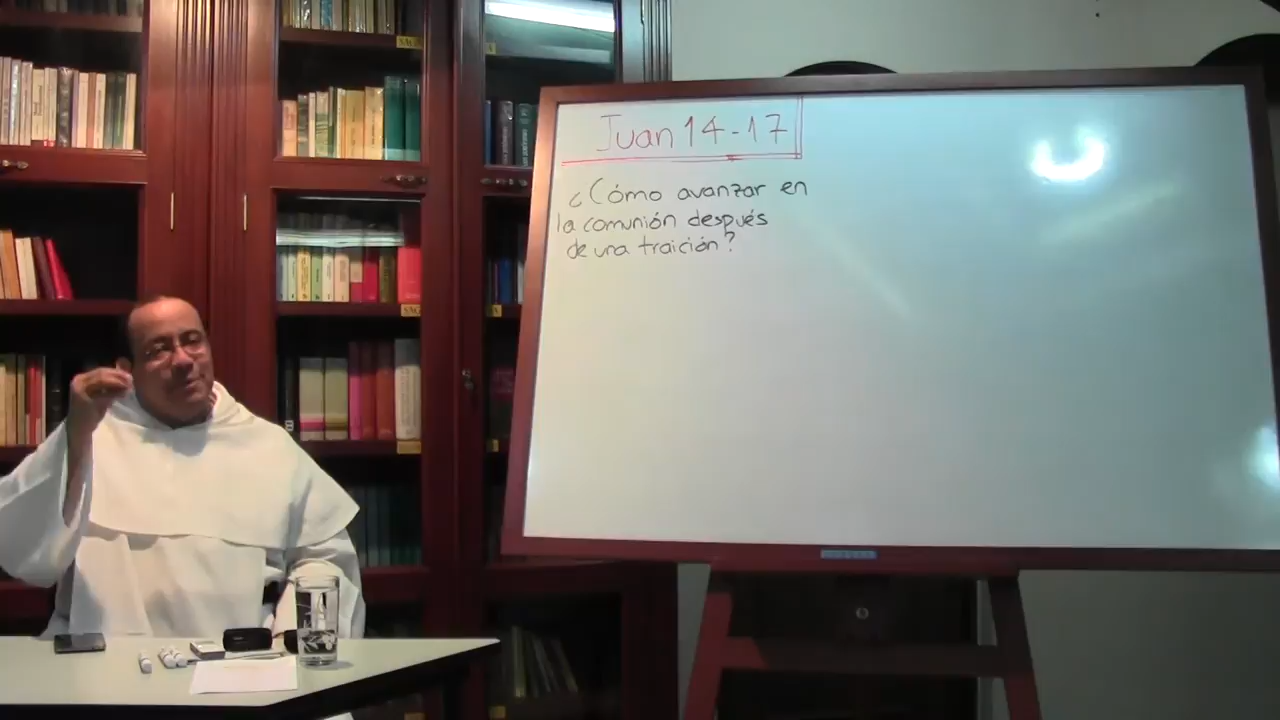 Juan 14-17
¿Cómo avanzar en
la comunión después
de una traición?